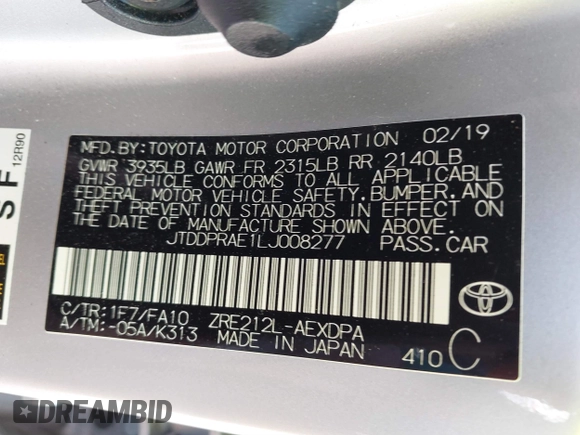 MFD.BY:TOYOTA MOTOR CORPORATION 02/19
GVWR 3935LB GAWR FR 2315LB RR 2140LB
THIS VEHICLE CONFORMS TO ALL APPLICABLE
FEDERAL MOTOR VEHICLE SAFETY, BUMPER, AND
THEFT PREVENTION STANDARDS IN EFFECT ON
THE DATE OF MANUFACTURE SHOWN ABOVE.
JTDDPRAE1LJ008277 PASS.CAR
C/TR:1F7/FA10 ZRE212L-AEXDPA
A/TM:-05A/K313 MADE IN JAPAN 410 C
SF
12R90
DREAMBID